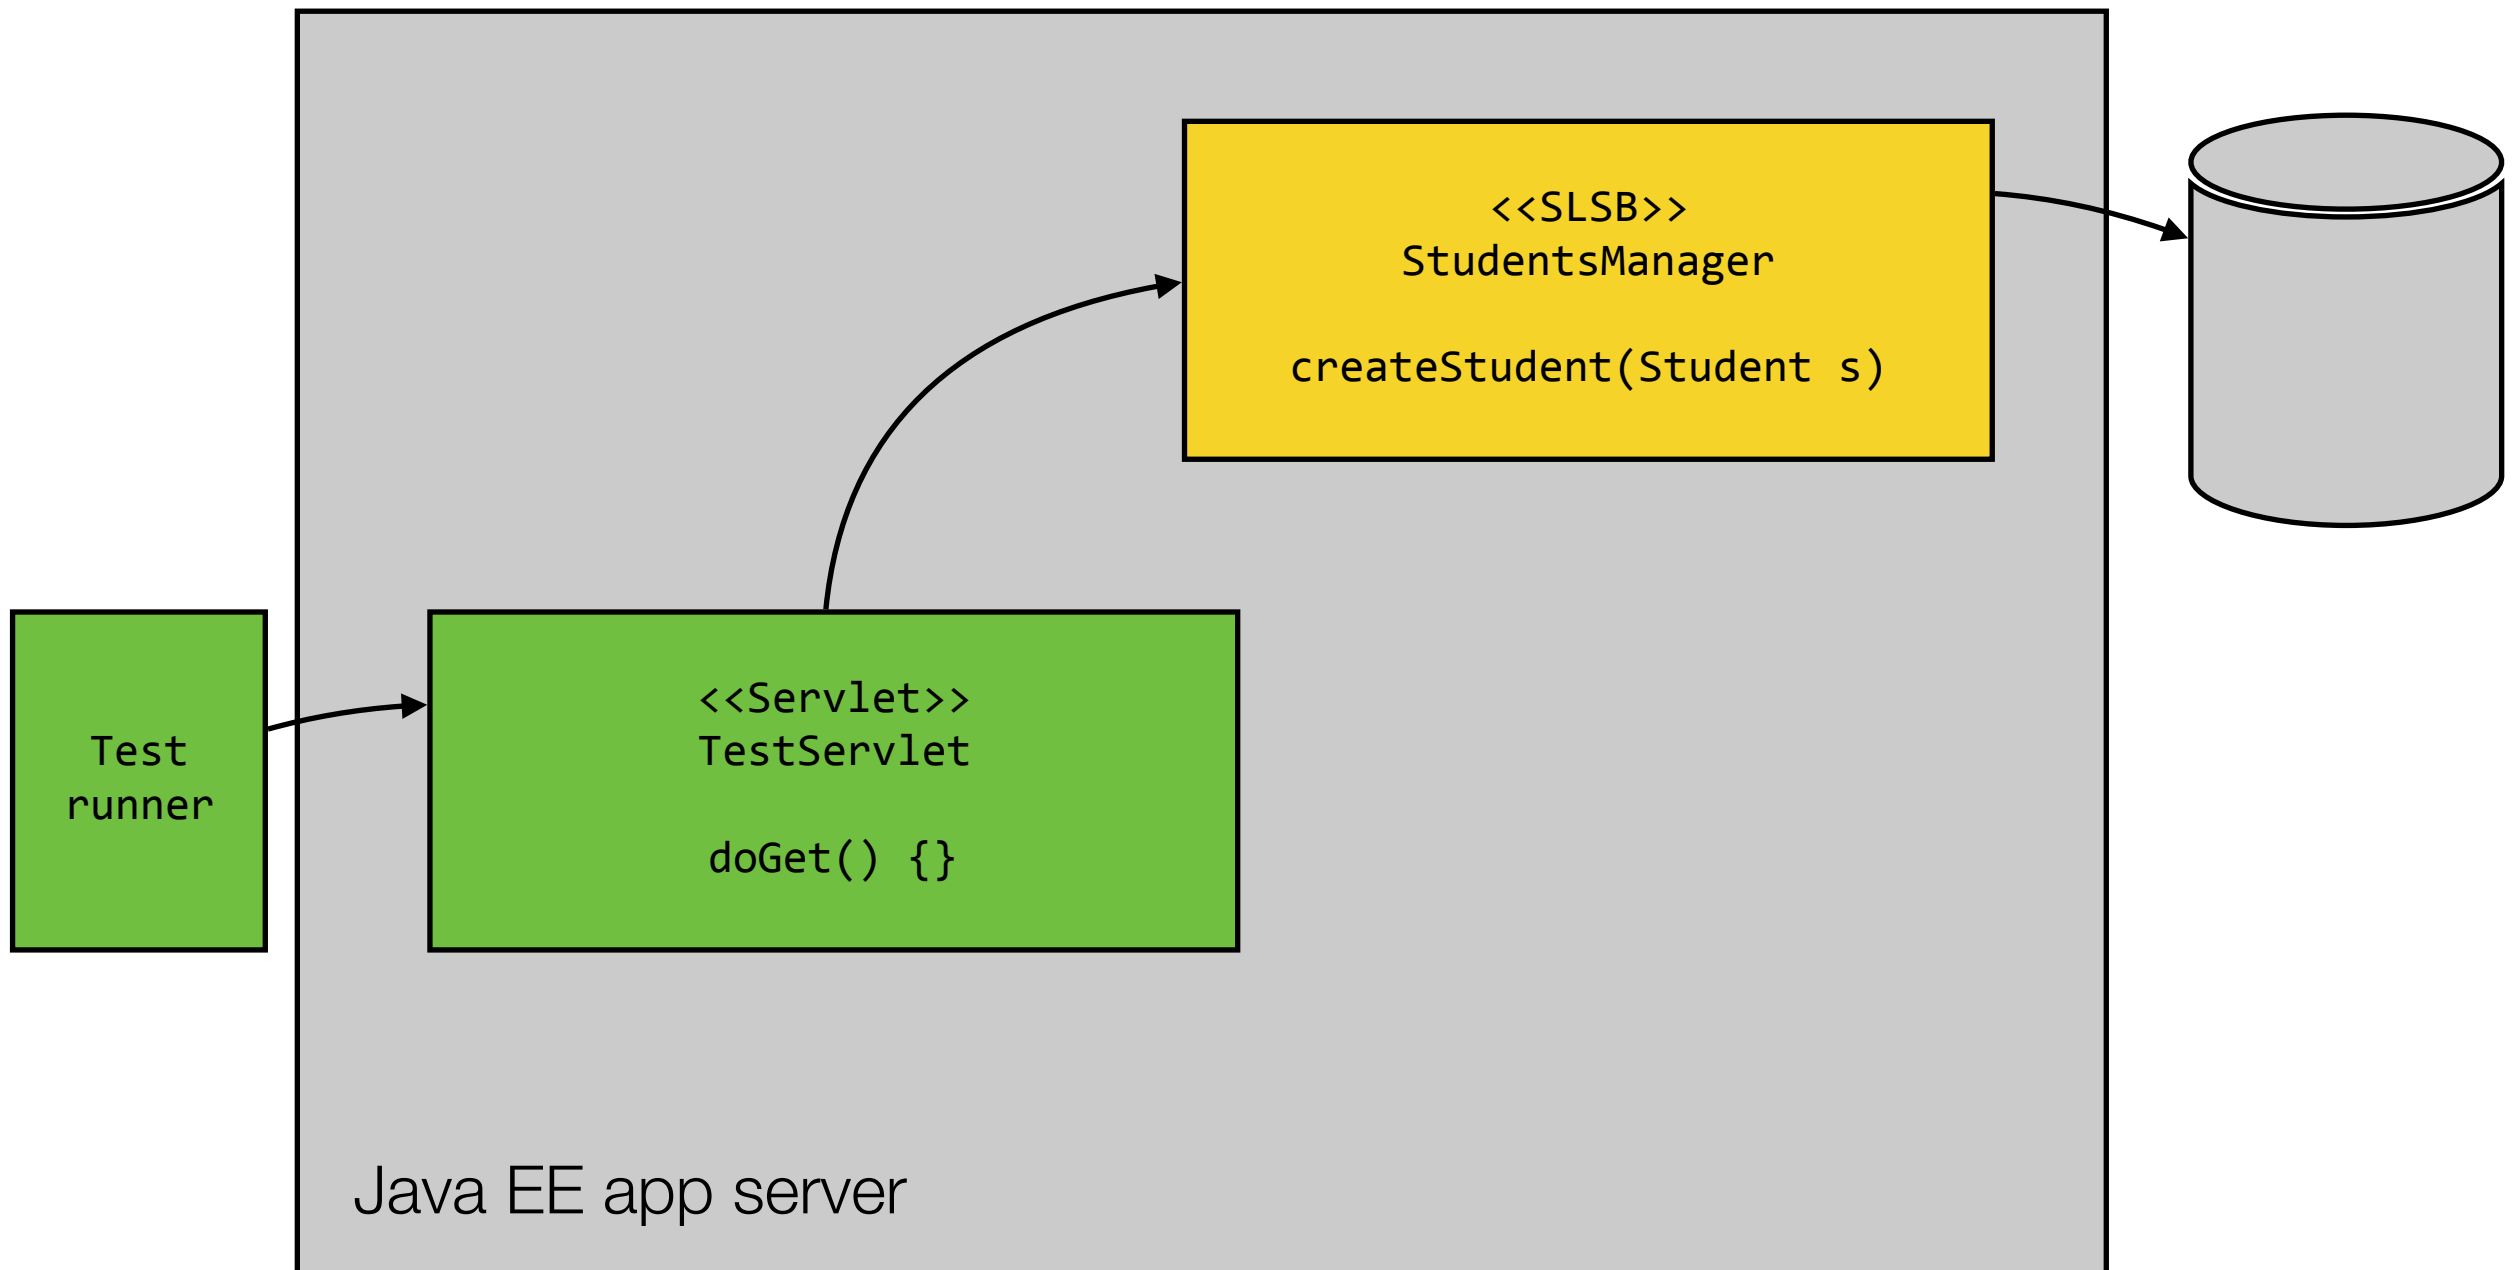 <<SLSB>>
StudentsManager
createStudent(Student s)
Test
runner
<<Servlet>>
TestServlet
doGet() {}
Java EE app server